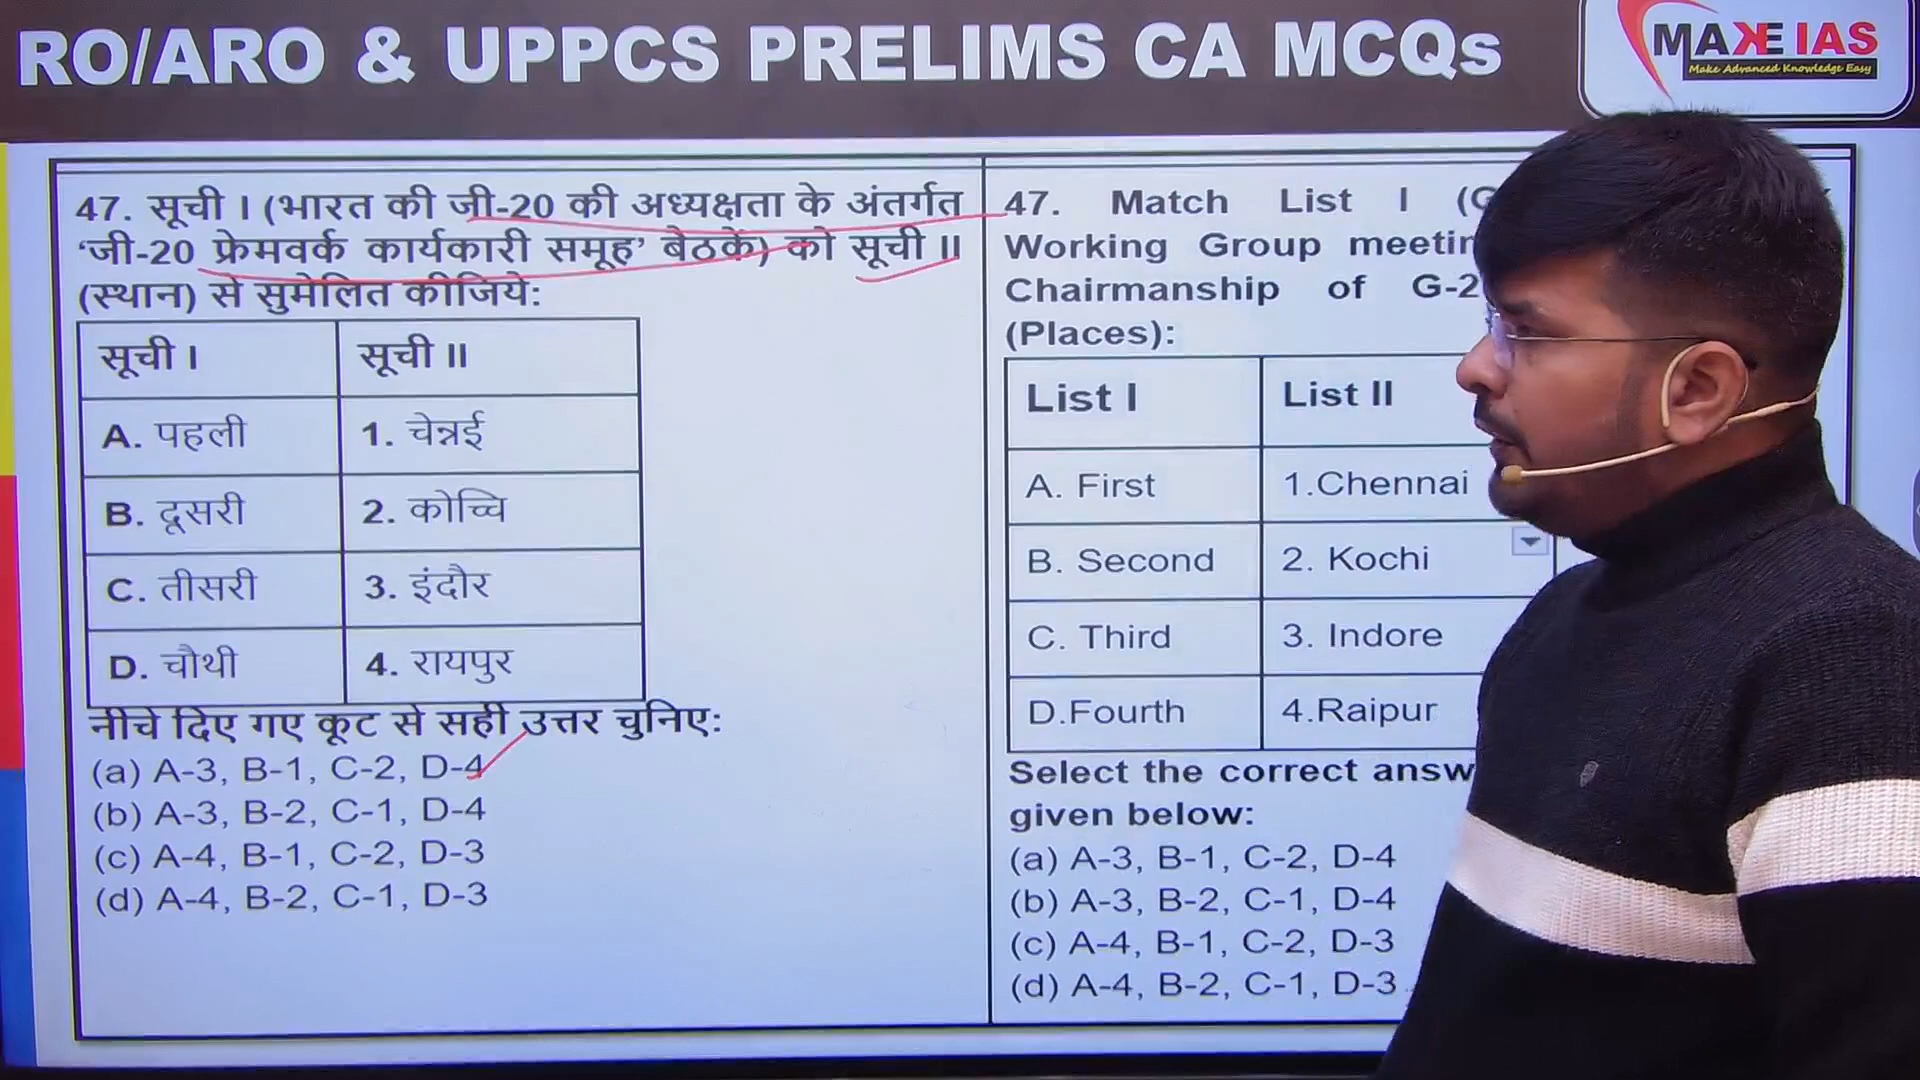 RO/ARO & UPPCS PRELIMS CA MCQs
MAKE IAS
Make Advanced Knowledge Easy
47. सूची I (भारत की जी-20 की अध्यक्षता के अंतर्गत
‘जी-20 फ्रेमवर्क कार्यकारी समूह’ बैठकें) को सूची II
(स्थान) से सुमेलित कीजिये:
सूची I सूची II
A. पहली 1. चेन्नई
B. दूसरी 2. कोच्चि
C. तीसरी 3. इंदौर
D. चौथी 4. रायपुर
नीचे दिए गए कूट से सही उत्तर चुनिए:
(a) A-3, B-1, C-2, D-4
(b) A-3, B-2, C-1, D-4
(c) A-4, B-1, C-2, D-3
(d) A-4, B-2, C-1, D-3
47. Match List I
Working Group
Chairmanship of
(Places):
List I List II
A. First 1.Chennai
B. Second 2. Kochi
C. Third 3. Indore
D.Fourth 4.Raipur
Select the correct
given below:
(a) A-3, B-1, C-2, D-4
(b) A-3, B-2, C-1, D-4
(c) A-4, B-1, C-2, D-3
(d) A-4, B-2, C-1, D-3